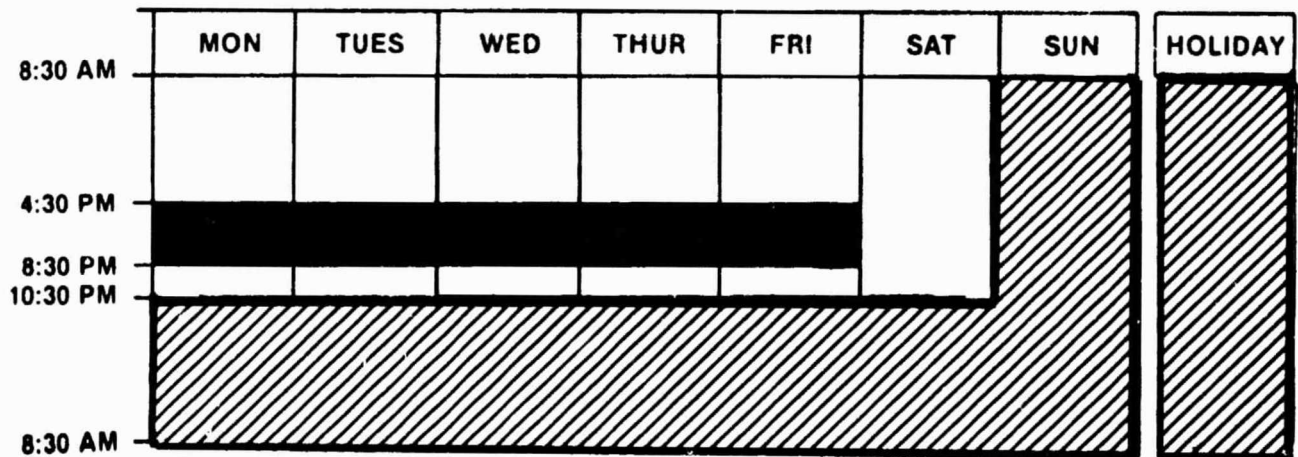 MON TUES WED THUR FRI SAT SUN HOLIDAY
8:30 AM
4:30 PM
8:30 PM
10:30 PM
8:30 AM